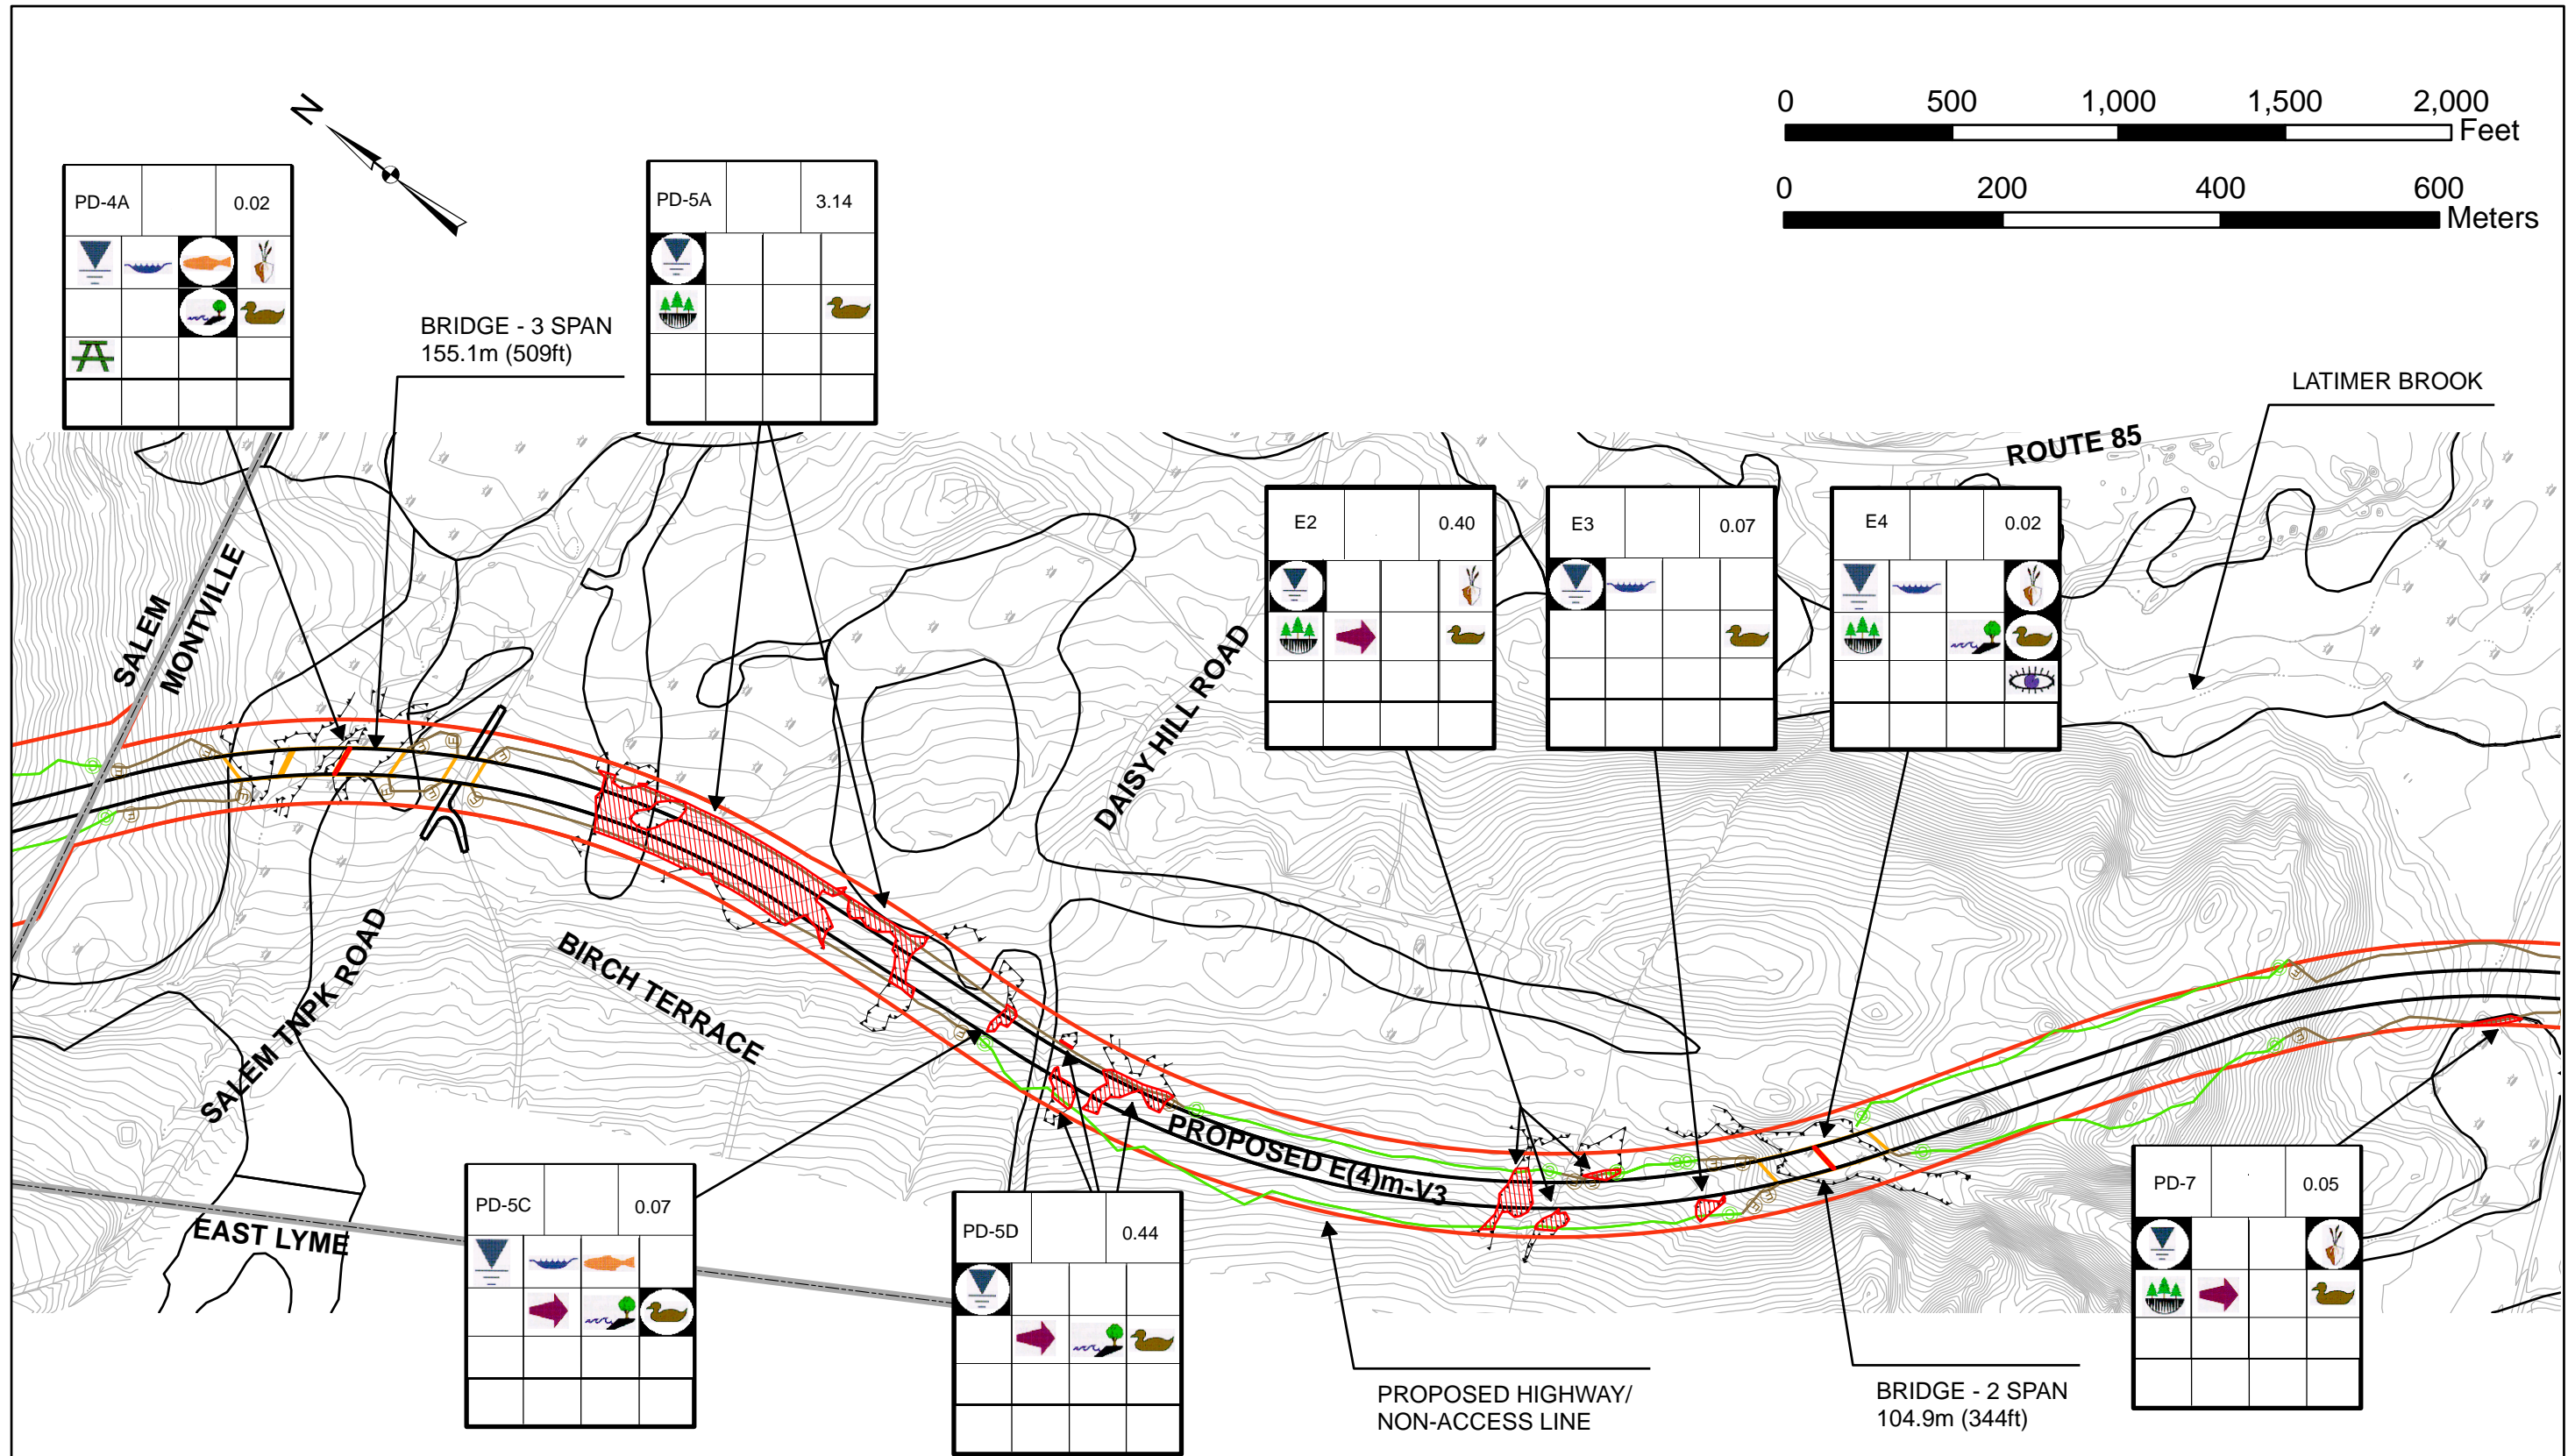 0 500 1,000 1,500 2,000
Feet
0 200 400 600
Meters
N
PD-4A 0.02
PD-5A 3.14
BRIDGE - 3 SPAN
155.1m (509ft)
LATIMER BROOK
ROUTE 85
E2 0.40
E3 0.07
E4 0.02
SALEM
MONTVILLE
DAISY HILL ROAD
SALEM TNPK ROAD
BIRCH TERRACE
PROPOSED E(4)m-V3
EAST LYME
PD-5C 0.07
PD-5D 0.44
PD-7 0.05
PROPOSED HIGHWAY/
NON-ACCESS LINE
BRIDGE - 2 SPAN
104.9m (344ft)